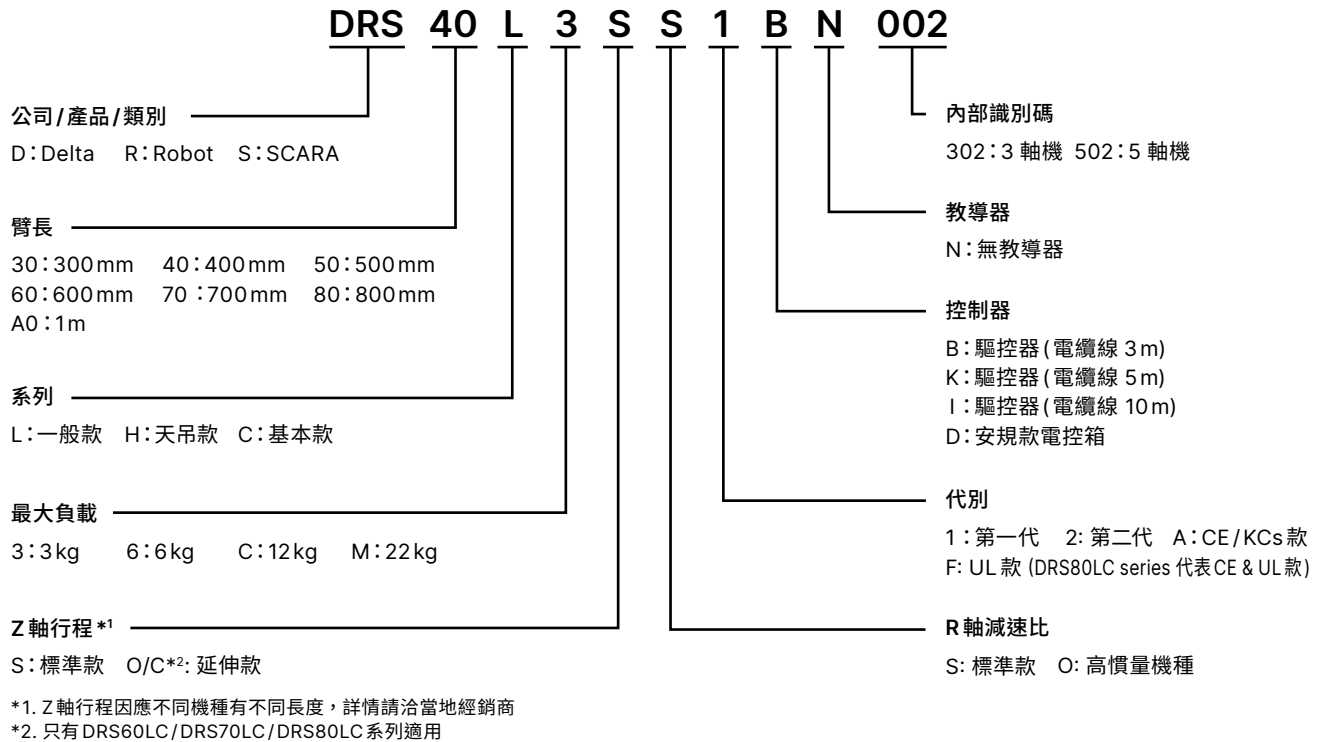 DRS 40 L 3 S S 1 B N 002
公司/產品/類別
D：Delta R：Robot S：SCARA
臂長
30：300mm 40：400mm 50：500mm
60：600mm 70：700mm 80：800mm
A0：1m
系列
L：一般款 H：天吊款 C：基本款
最大負載
3：3kg 6：6kg C：12kg M：22kg
Z軸行程*1
S：標準款 O/C*2: 延伸款
*1. Z軸行程因應不同機種有不同長度，詳情請洽當地經銷商
*2. 只有DRS60LC/DRS70LC/DRS80LC系列適用
內部識別碼
302：3 軸機 502：5 軸機
教導器
N：無教導器
控制器
B：驅控器(電纜線 3m)
K：驅控器(電纜線 5m)
I：驅控器(電纜線 10m)
D：安規款電控箱
代別
1：第一代 2: 第二代 A：CE/KCs款
F: UL款 (DRS80LC series 代表CE & UL款)
R軸減速比
S: 標準款 O: 高慣量機種